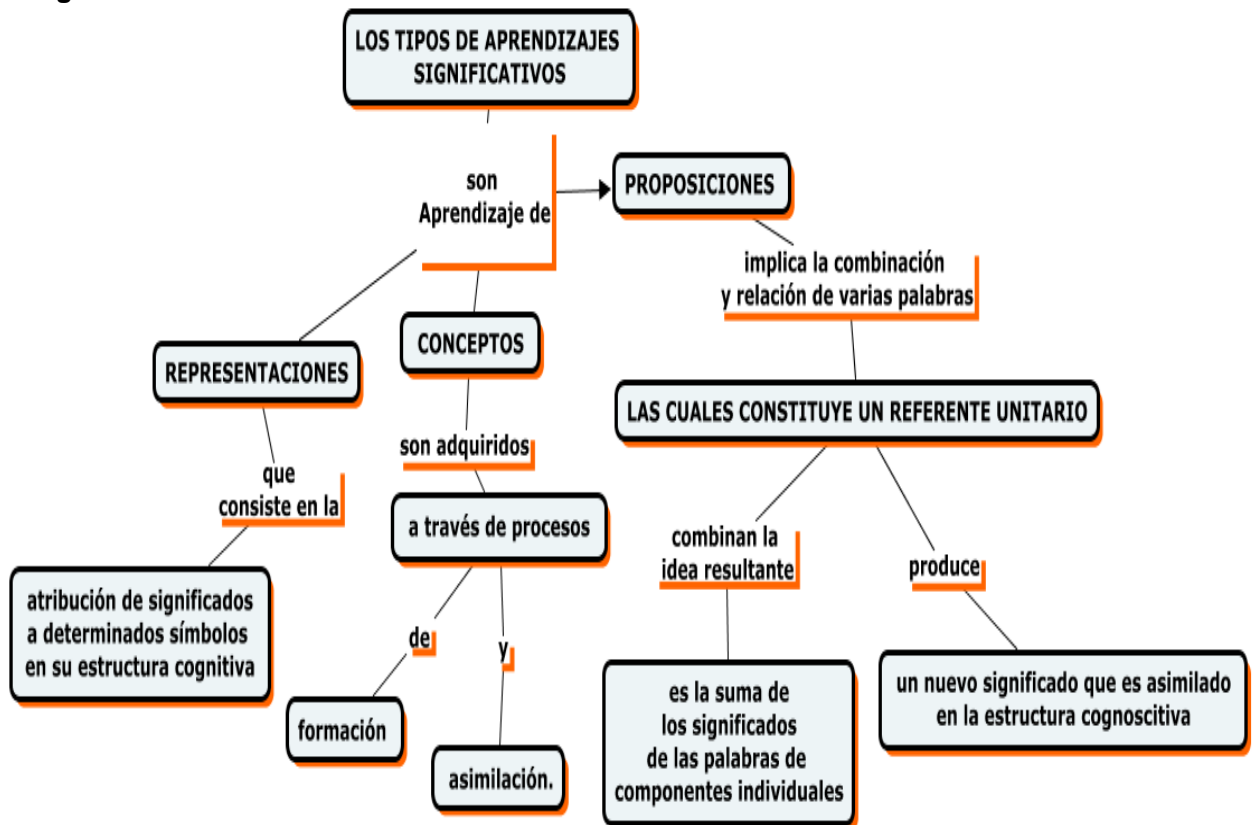 LOS TIPOS DE APRENDIZAJES
SIGNIFICATIVOS
son
Aprendizaje de
PROPOSICIONES
implica la combinación
y relación de varias palabras
CONCEPTOS
REPRESENTACIONES
LAS CUALES CONSTITUYE UN REFERENTE UNITARIO
son adquiridos
que
consiste en la
a través de procesos
combinan la
idea resultante
produce
atribución de significados
a determinados símbolos
en su estructura cognitiva
de
y
es la suma de
los significados
de las palabras de
componentes individuales
un nuevo significado que es asimilado
en la estructura cognoscitiva
formación
asimilación.